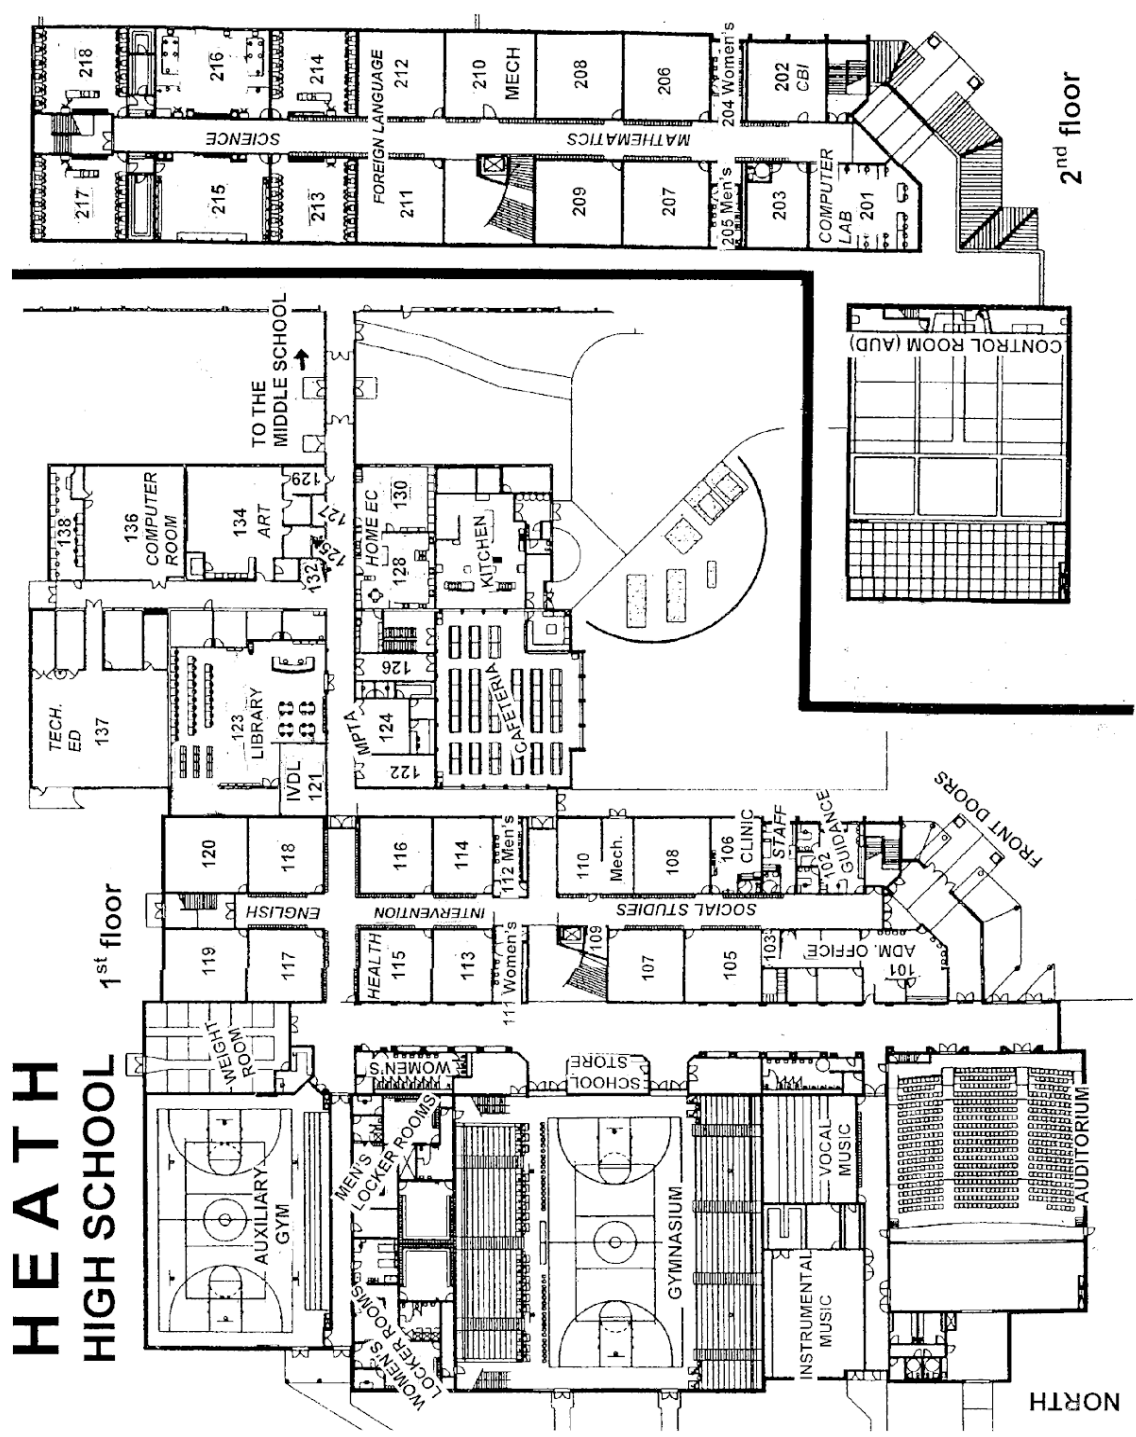 HEATH
HIGH SCHOOL
1st floor
2nd floor
218
216
214
212
210
MECH
208
206
204 Women's
202
CBI
SCIENCE
FOREIGN LANGUAGE
MATHEMATICS
217
215
213
211
209
207
205 Men's
203
COMPUTER
LAB
201
CONTROL ROOM (AUD)
TO THE
MIDDLE SCHOOL
138
136
COMPUTER
ROOM
134
ART
129
127
125
132
HOME EC
130
128
KITCHEN
TECH.
ED
137
123
LIBRARY
IVDL
121
MPTA
126
124
122
CAFETERIA
120
118
116
114
112 Men's
110
Mech.
108
106
CLINIC
STAFF
102
GUIDANCE
FRONT DOORS
ENGLISH
INTERVENTION
SOCIAL STUDIES
119
117
HEALTH
115
113
111 Women's
109
107
105
103
ADM. OFFICE
101
WEIGHT
ROOM
WOMEN'S
SCHOOL
STORE
AUXILIARY
GYM
MEN'S
LOCKER ROOMS
WOMEN'S
LOCKER ROOMS
GYMNASIUM
VOCAL
MUSIC
INSTRUMENTAL
MUSIC
AUDITORIUM
NORTH